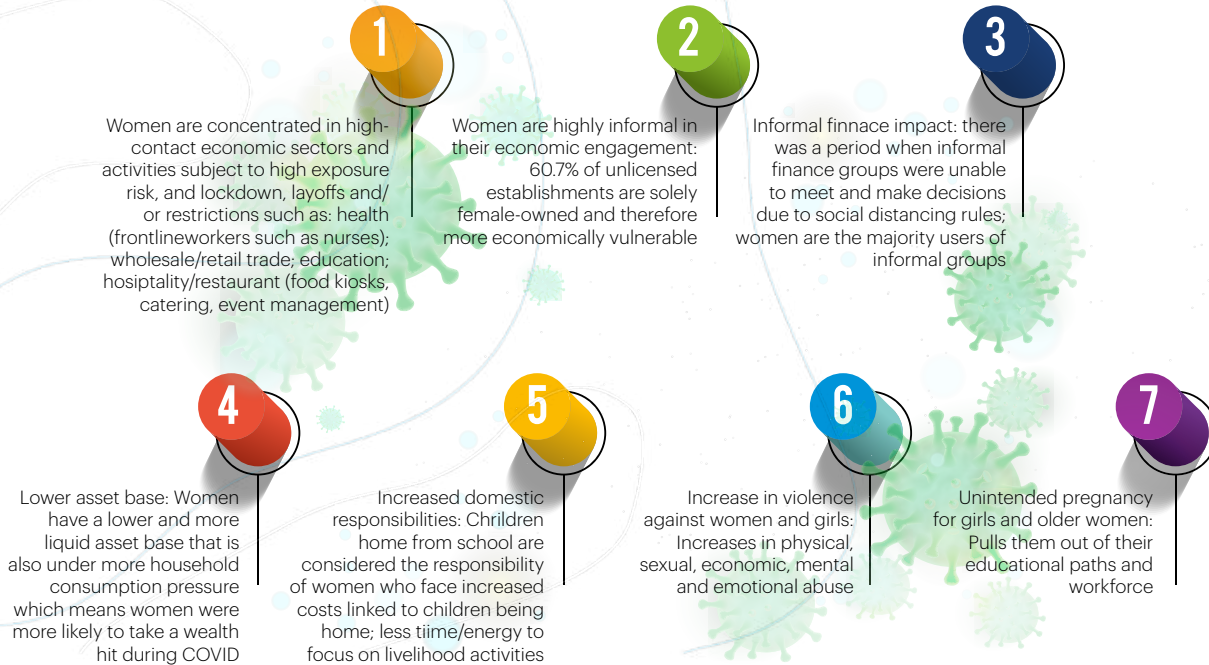 1
Women are concentrated in high-
contact economic sectors and
activities subject to high exposure
risk, and lockdown, layoffs and/
or restrictions such as: health
(frontlineworkers such as nurses);
wholesale/retail trade; education;
hosiptality/restaurant (food kiosks,
catering, event management)
2
Women are highly informal in
their economic engagement:
60.7% of unlicensed
establishments are solely
female-owned and therefore
more economically vulnerable
3
Informal finnace impact: there
was a period when informal
finance groups were unable
to meet and make decisions
due to social distancing rules;
women are the majority users of
informal groups
4
Lower asset base: Women
have a lower and more
liquid asset base that is
also under more household
consumption pressure
which means women were
more likely to take a wealth
hit during COVID
5
Increased domestic
responsibilities: Chrildren
home from school are
considered the responsibility
of women who face increased
costs linked to children being
home; less tiime/energy to
focus on livelihood activities
6
Increase in violence
against women and girls:
Increases in physical,
sexual, economic, mental
and emotional abuse
7
Unintended pregnancy
for girls and older women:
Pulls them out of their
educational paths and
workforce